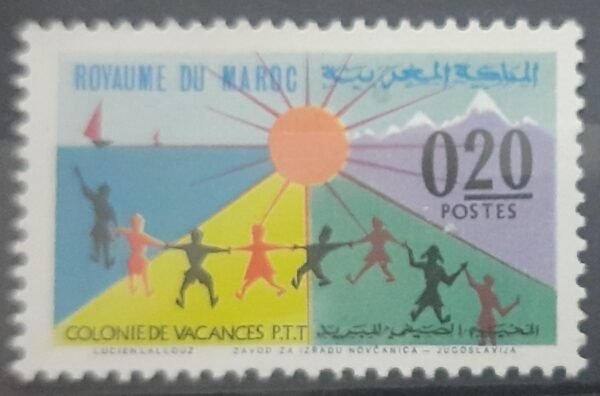 ROYAUME DU MAROC المملكة المغربية
0.20
POSTES
COLONIE DE VACANCES P.T.T المخيم الصيفي للبريد
LUCIEN LALLOUZ ZAVOD ZA IZRADU NOVČANICA — JUGOSLAVIJA